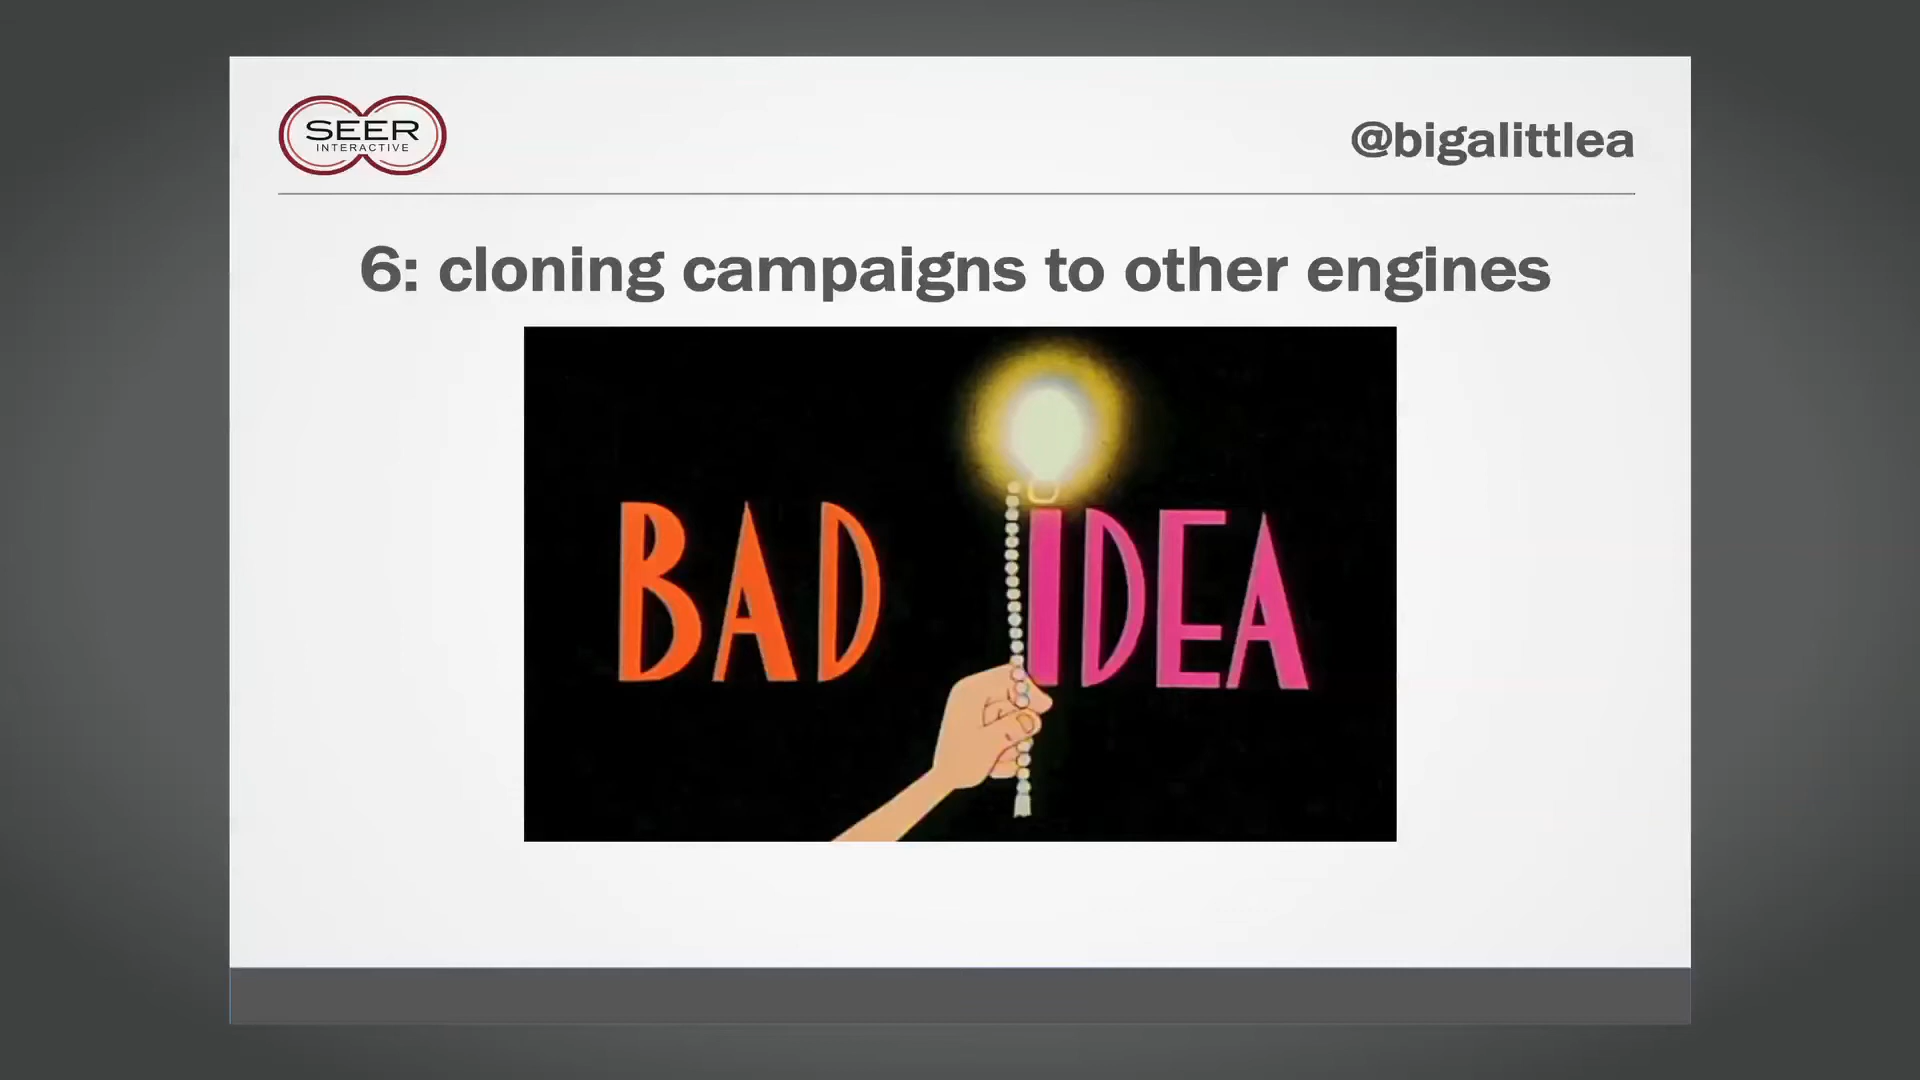 SEER
INTERACTIVE
@bigalittlea
6: cloning campaigns to other engines
BAD IDEA